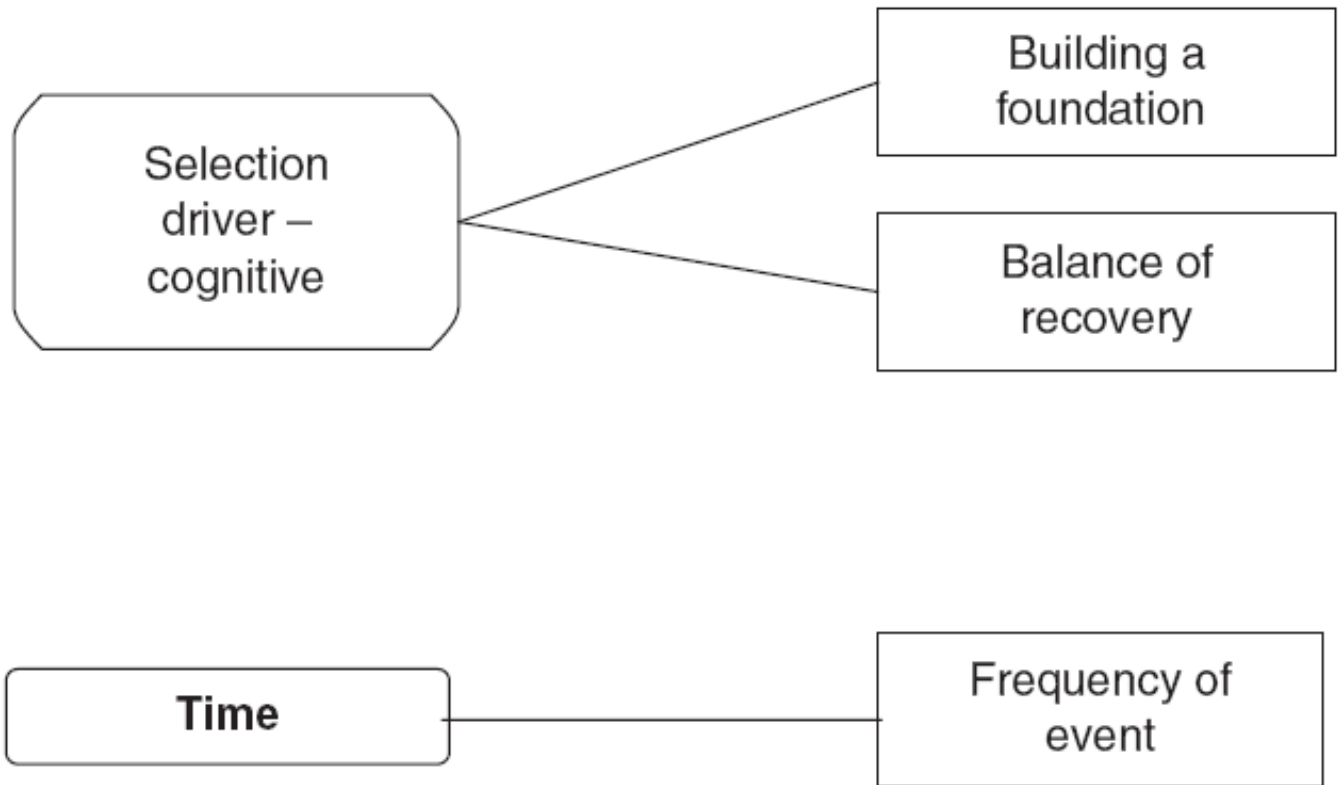 Building a
foundation
Selection
driver –
cognitive
Balance of
recovery
Time
Frequency of
event